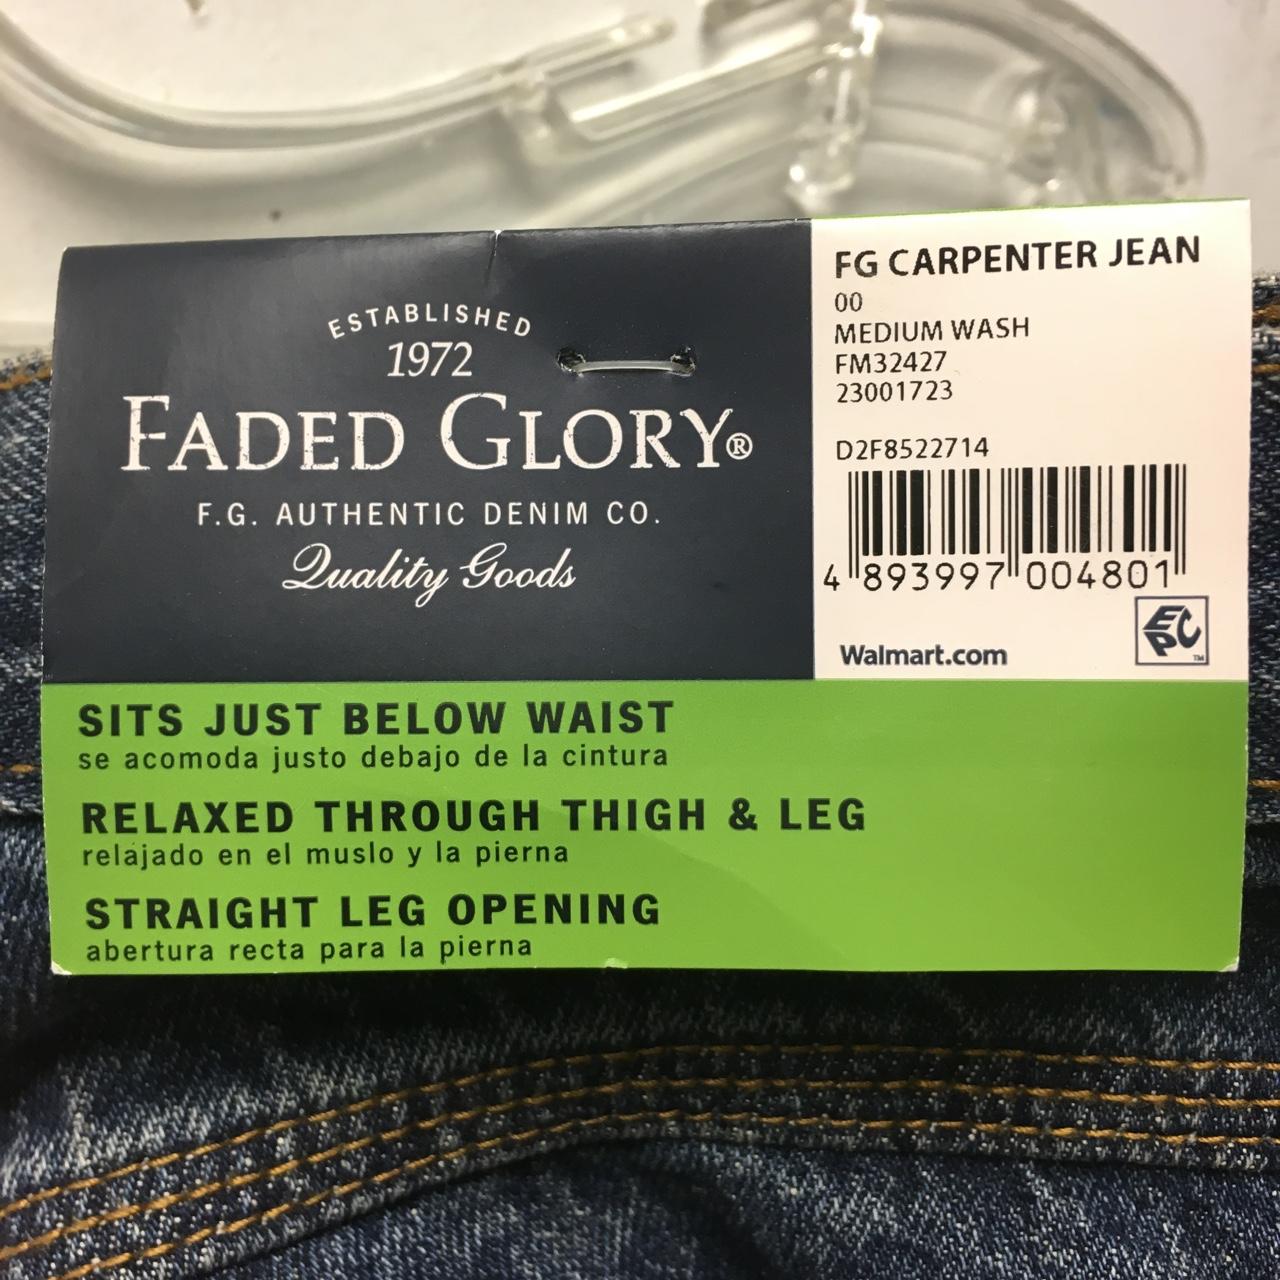 ESTABLISHED
1972
FADED GLORY®
F.G. AUTHENTIC DENIM CO.
Quality Goods
FG CARPENTER JEAN
00
MEDIUM WASH
FM32427
23001723
D2F8522714
4 893997 004801
EPC™
Walmart.com
SITS JUST BELOW WAIST
se acomoda justo debajo de la cintura
RELAXED THROUGH THIGH & LEG
relajado en el muslo y la pierna
STRAIGHT LEG OPENING
abertura recta para la pierna